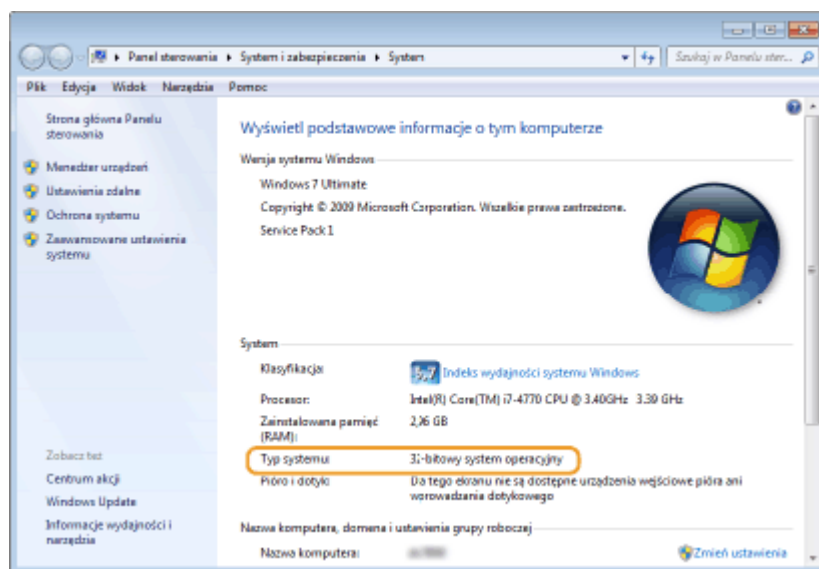 Panel sterowania ▸ System i zabezpieczenia ▸ System
Szukaj w Panelu ster...
Plik Edycja Widok Narzędzia Pomoc
Strona główna Panelu
sterowania
Menedżer urządzeń
Ustawienia zdalne
Ochrona systemu
Zaawansowane ustawienia
systemu
Zobacz też
Centrum akcji
Windows Update
Informacje wydajności i
narzędzia
Wyświetl podstawowe informacje o tym komputerze
Wersja systemu Windows
Windows 7 Ultimate
Copyright © 2009 Microsoft Corporation. Wszelkie prawa zastrzeżone.
Service Pack 1
System
Klasyfikacja:
Indeks wydajności systemu Windows
Procesor: Intel(R) Core(TM) i7-4770 CPU @ 3.40GHz 3.39 GHz
Zainstalowana pamięć
(RAM):
GB
Typ systemu: 32-bitowy system operacyjny
Pióro i dotyk: Da tego ekranu nie są dostępne urządzenia wejściowe pióra ani
wprowadzania dotykowego
Nazwa komputera, domena i ustawienia grupy roboczej
Nazwa komputera:
Zmień ustawienia